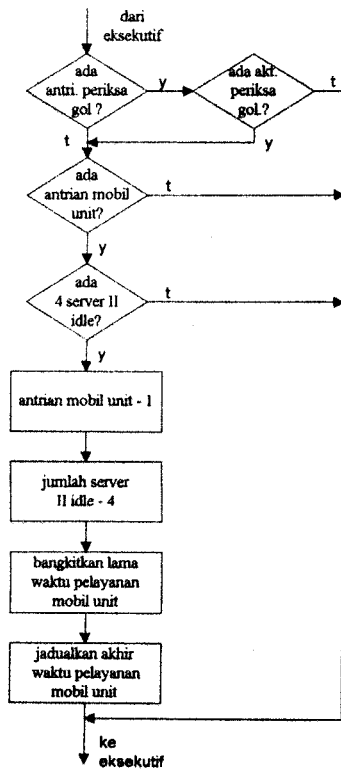 dari
eksekutif
ada
antri. periksa
gol ?
y
ada akt.
periksa
gol.?
t
t
y
ada
antrian mobil
unit?
t
y
ada
4 server II
idle?
t
y
antrian mobil unit - 1
jumlah server
II idle - 4
bangkitkan lama
waktu pelayanan
mobil unit
jadualkan akhir
waktu pelayanan
mobil unit
ke
eksekutif